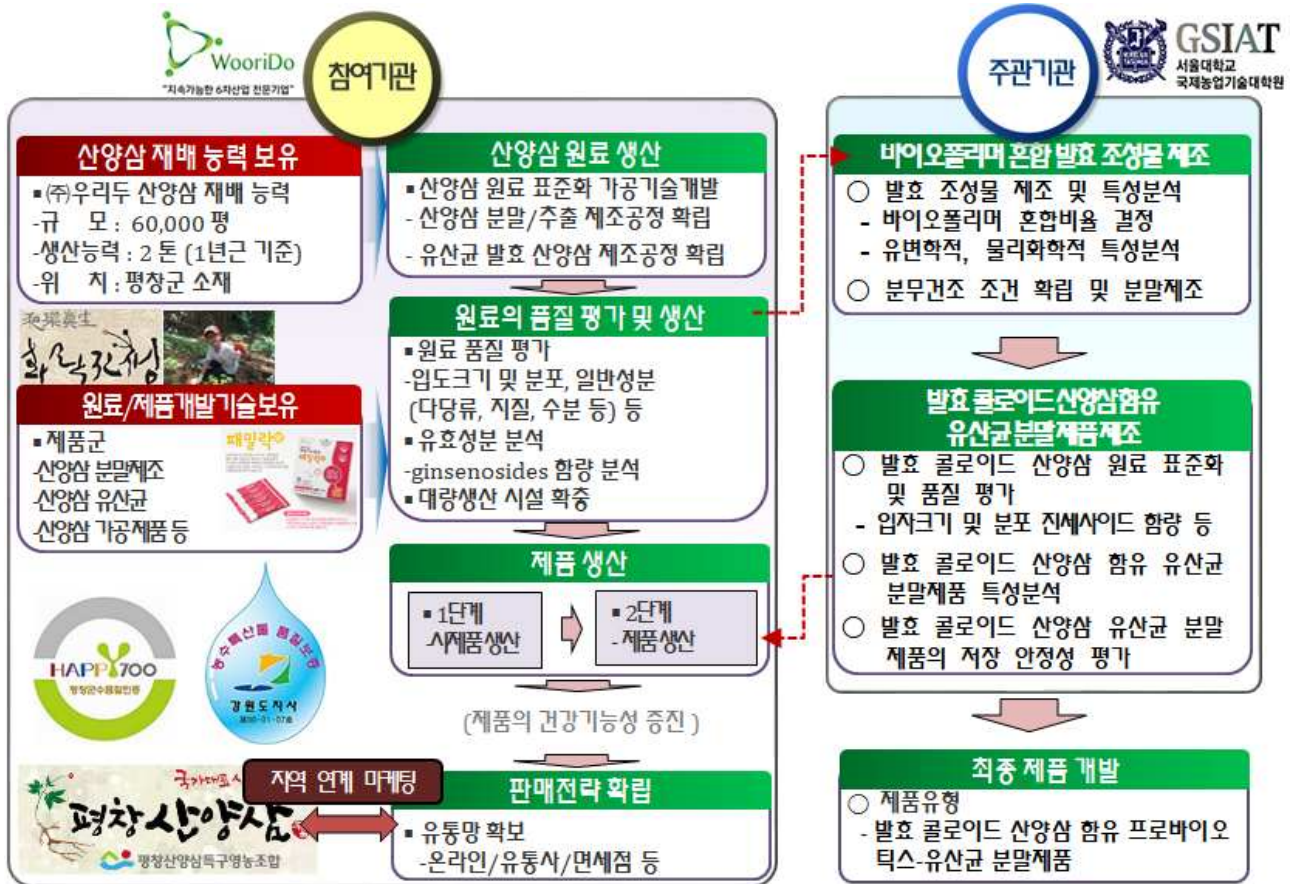 WooriDo
"지속가능한 6차산업 전문기업"
참여기관
산양삼 재배 능력 보유
▪㈜우리두 산양삼 재배 능력
-규 모 : 60,000 평
-생산능력 : 2 톤 (1년근 기준)
-위 치 : 평창군 소재
원료/제품개발기술보유
▪제품군
-산양삼 분말제조
-산양삼 유산균
-산양삼 가공제품 등
패밀락
HAPPY700
평창군수품질인증
농수특산물 품질보증
강원도지사
국가대표
평창산양삼
평창산양삼특구영농조합
지역 연계 마케팅
산양삼 원료 생산
▪산양삼 원료 표준화 가공기술개발
- 산양삼 분말/추출 제조공정 확립
- 유산균 발효 산양삼 제조공정 확립
원료의 품질 평가 및 생산
▪원료 품질 평가
-입도크기 및 분포, 일반성분
(다당류, 지질, 수분 등) 등
▪유효성분 분석
-ginsenosides 함량 분석
▪대량생산 시설 확충
제품 생산
▪1단계
-시제품생산
▪2단계
- 제품생산
(제품의 건강기능성 증진 )
판매전략 확립
▪ 유통망 확보
-온라인/유통사/면세점 등
주관기관
GSIAT
서울대학교
국제농업기술대학원
바이오폴리머 혼합 발효 조성물 제조
○ 발효 조성물 제조 및 특성분석
- 바이오폴리머 혼합비율 결정
- 유변학적, 물리화학적 특성분석
○ 분무건조 조건 확립 및 분말제조
발효 콜로이드 산양삼함유
유산균 분말제품 제조
○ 발효 콜로이드 산양삼 원료 표준화
및 품질 평가
- 입자크기 및 분포 진세사이드 함량 등
○ 발효 콜로이드 산양삼 함유 유산균
분말제품 특성분석
○ 발효 콜로이드 산양삼 유산균 분말
제품의 저장 안정성 평가
최종 제품 개발
○ 제품유형
- 발효 콜로이드 산양삼 함유 프로바이오
틱스-유산균 분말제품